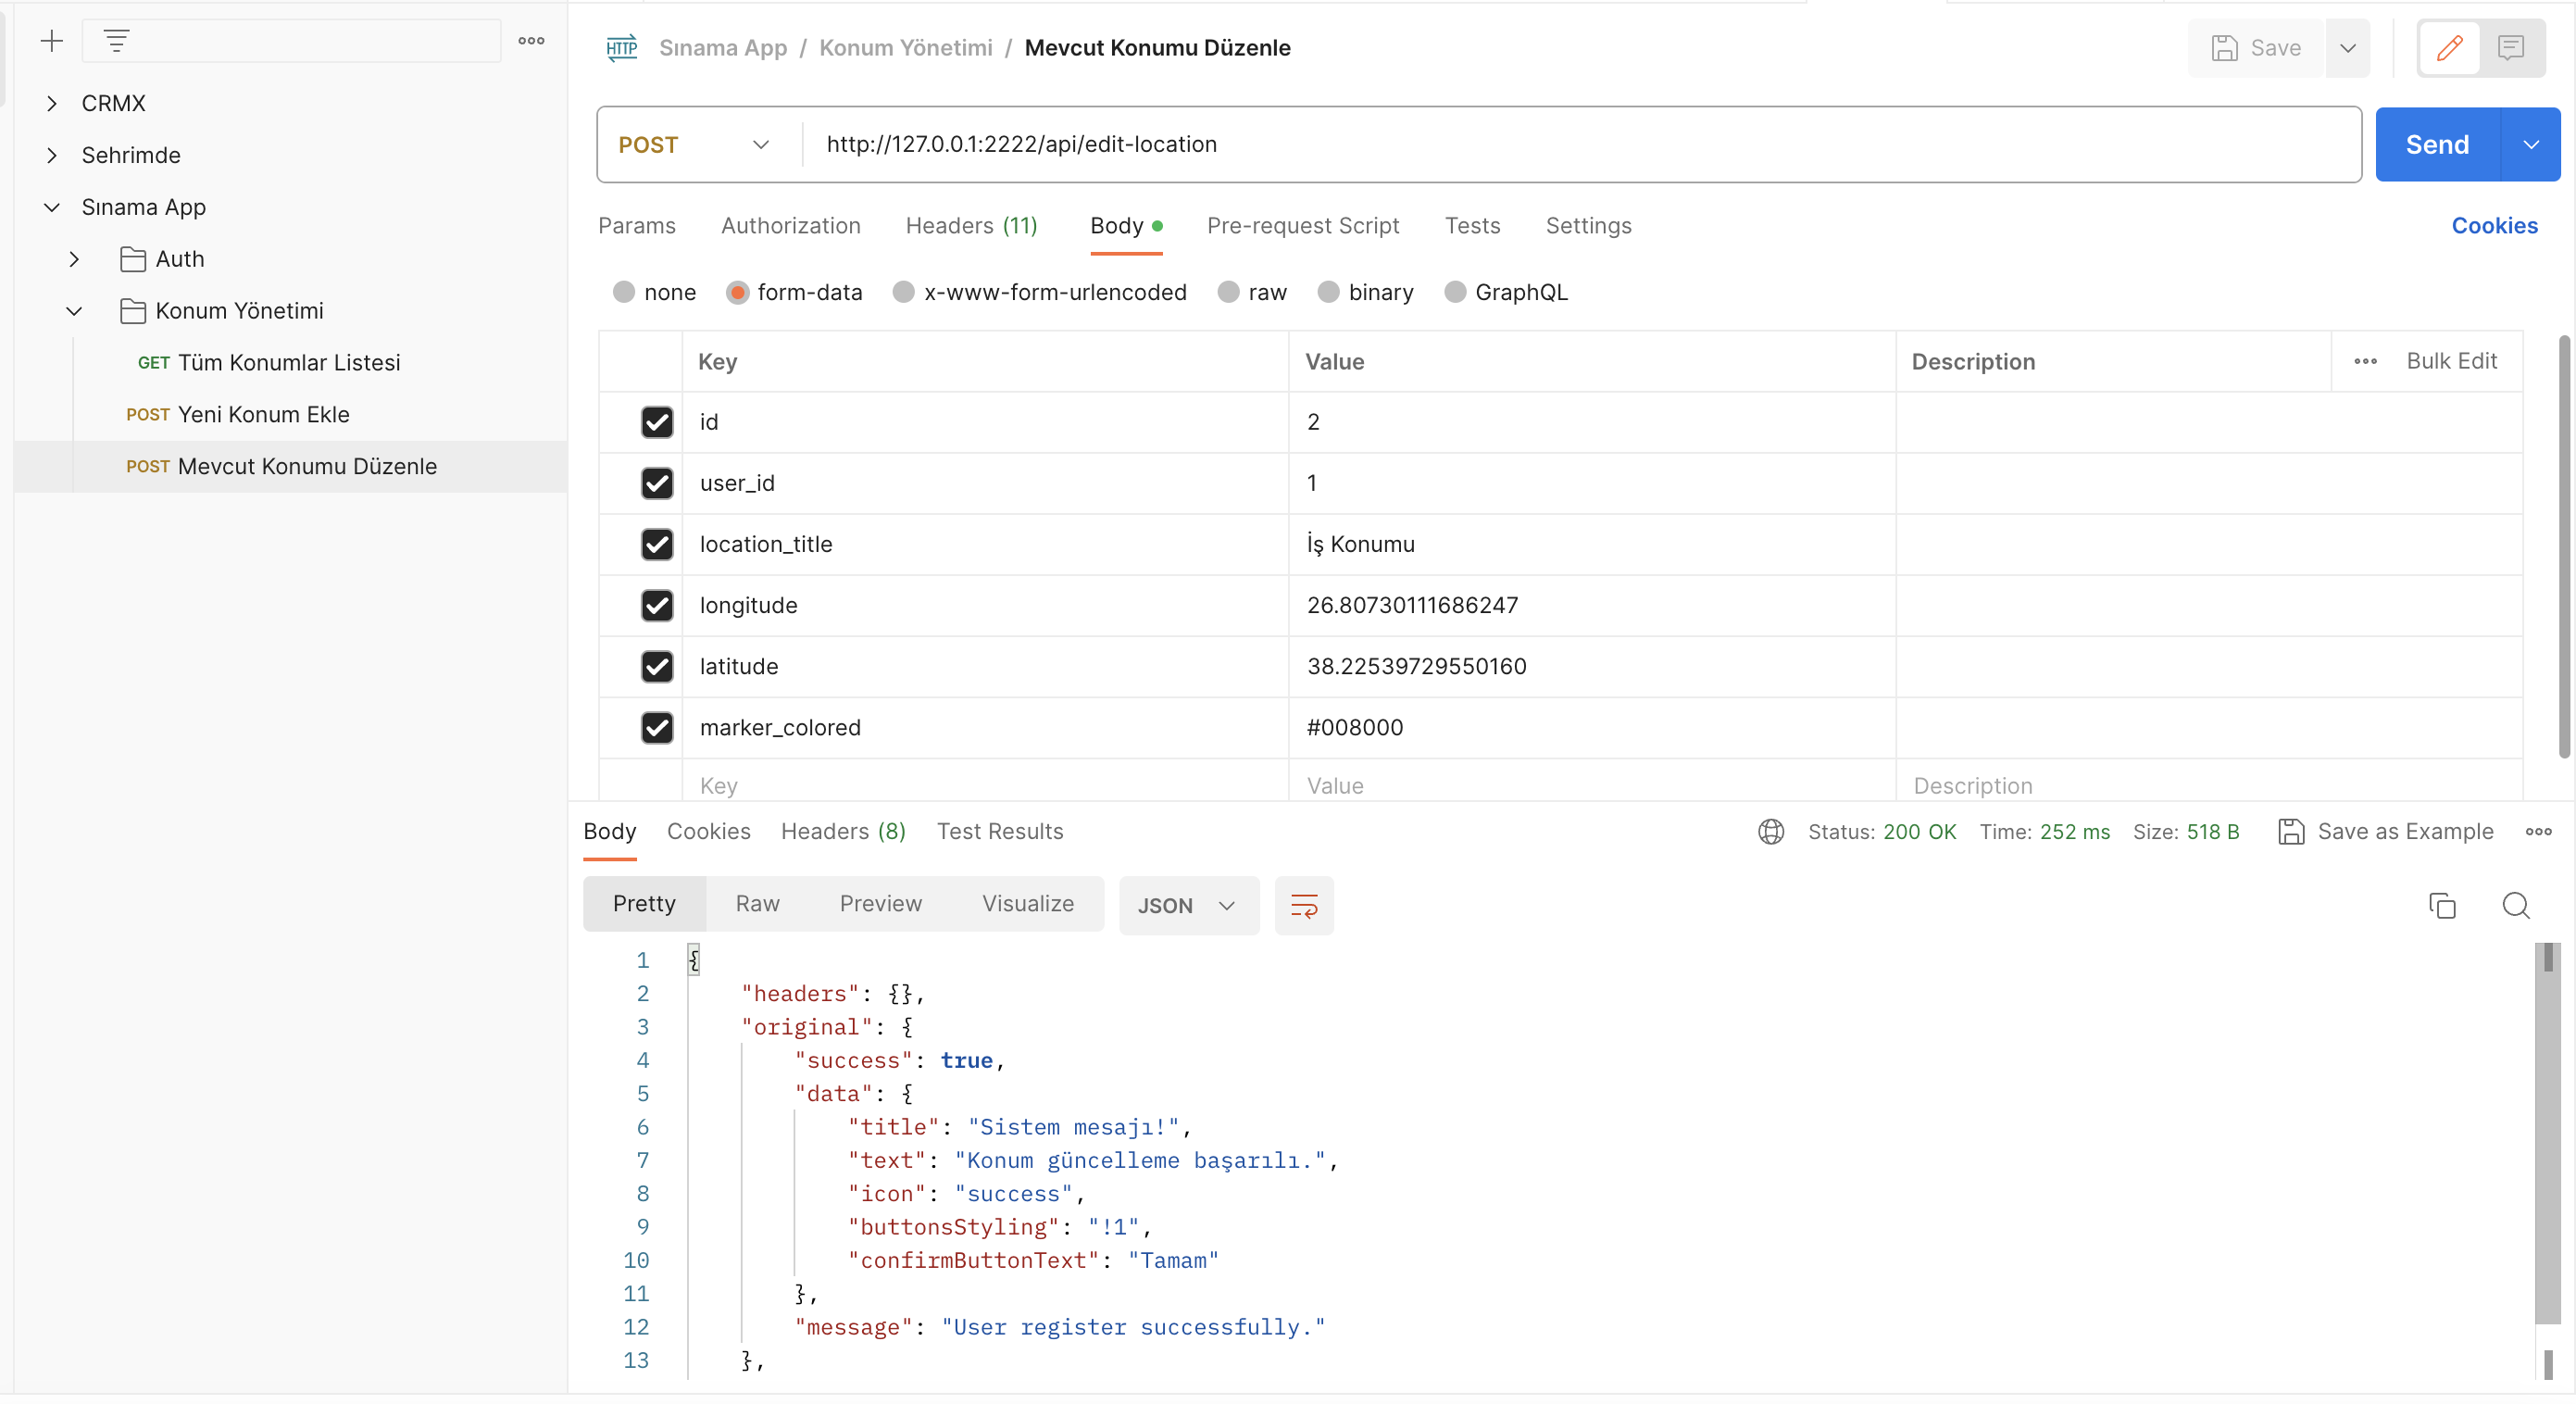 CRMX
Sehrimde
Sınama App
Auth
Konum Yönetimi
GET Tüm Konumlar Listesi
POST Yeni Konum Ekle
POST Mevcut Konumu Düzenle
HTTP Sınama App / Konum Yönetimi / Mevcut Konumu Düzenle
Save
POST http://127.0.0.1:2222/api/edit-location
Send
Params Authorization Headers (11) Body Pre-request Script Tests Settings Cookies
none form-data x-www-form-urlencoded raw binary GraphQL
Key Value Description Bulk Edit
id 2
user_id 1
location_title İş Konumu
longitude 26.80730111686247
latitude 38.22539729550160
marker_colored #008000
Key Value Description
Body Cookies Headers (8) Test Results Status: 200 OK Time: 252 ms Size: 518 B Save as Example
Pretty Raw Preview Visualize JSON
1 {
2 "headers": {},
3 "original": {
4 "success": true,
5 "data": {
6 "title": "Sistem mesajı!",
7 "text": "Konum güncelleme başarılı.",
8 "icon": "success",
9 "buttonsStyling": "!1",
10 "confirmButtonText": "Tamam"
11 },
12 "message": "User register successfully."
13 },